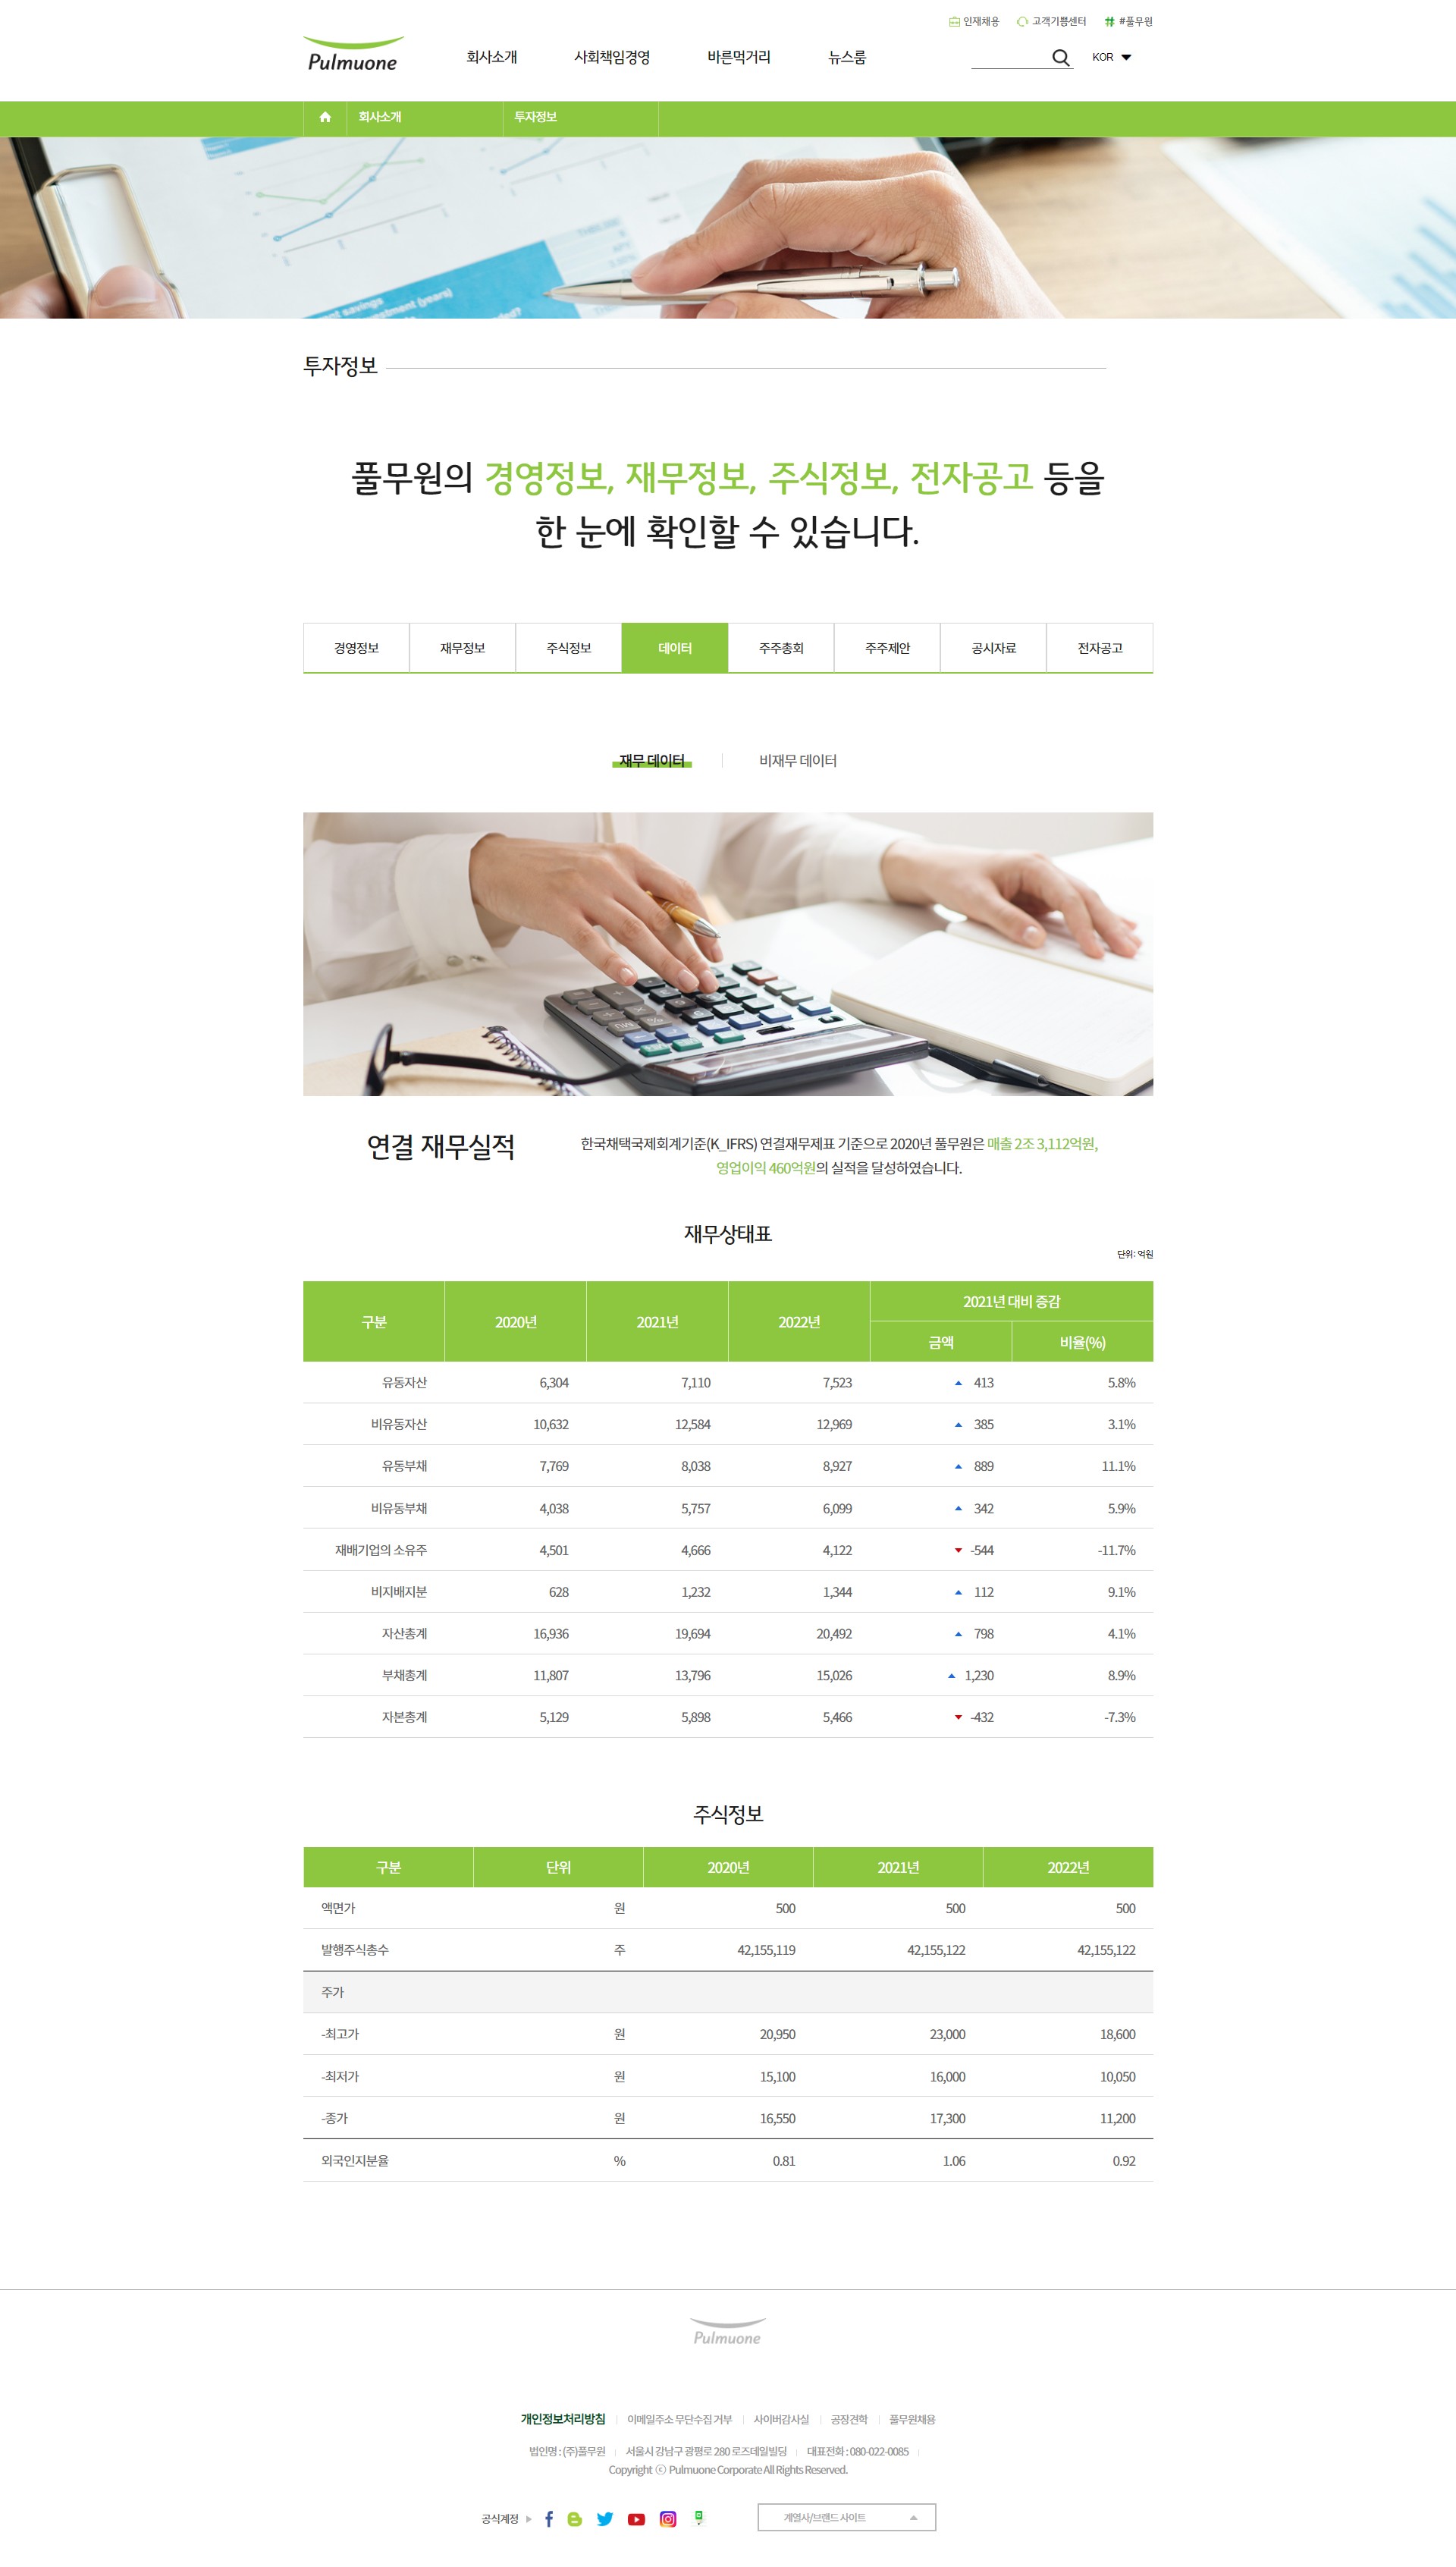 인재채용 고객기쁨센터 #풀무원
Pulmuone 회사소개 사회책임경영 바른먹거리 뉴스룸 KOR
회사소개 투자정보
투자정보
풀무원의 경영정보, 재무정보, 주식정보, 전자공고 등을
한 눈에 확인할 수 있습니다.
경영정보 재무정보 주식정보 데이터 주주총회 주주제안 공시자료 전자공고
재무 데이터 비재무 데이터
연결 재무실적
한국채택국제회계기준(K_IFRS) 연결재무제표 기준으로 2020년 풀무원은 매출 2조 3,112억원,
영업이익 460억원의 실적을 달성하였습니다.
재무상태표
단위: 억원
구분 2020년 2021년 2022년 2021년 대비 증감
금액 비율(%)
유동자산 6,304 7,110 7,523 ▲ 413 5.8%
비유동자산 10,632 12,584 12,969 ▲ 385 3.1%
유동부채 7,769 8,038 8,927 ▲ 889 11.1%
비유동부채 4,038 5,757 6,099 ▲ 342 5.9%
재배기업의 소유주 4,501 4,666 4,122 ▼ -544 -11.7%
비지배지분 628 1,232 1,344 ▲ 112 9.1%
자산총계 16,936 19,694 20,492 ▲ 798 4.1%
부채총계 11,807 13,796 15,026 ▲ 1,230 8.9%
자본총계 5,129 5,898 5,466 ▼ -432 -7.3%
주식정보
구분 단위 2020년 2021년 2022년
액면가 원 500 500 500
발행주식총수 주 42,155,119 42,155,122 42,155,122
주가
-최고가 원 20,950 23,000 18,600
-최저가 원 15,100 16,000 10,050
-종가 원 16,550 17,300 11,200
외국인지분율 % 0.81 1.06 0.92
Pulmuone
개인정보처리방침 이메일주소 무단수집 거부 사이버감사실 공장견학 풀무원채용
법인명 : (주)풀무원 서울시 강남구 광평로 280 로즈데일빌딩 대표전화 : 080-022-0085
Copyright ⓒ Pulmuone Corporate All Rights Reserved.
공식계정 계열사/브랜드 사이트